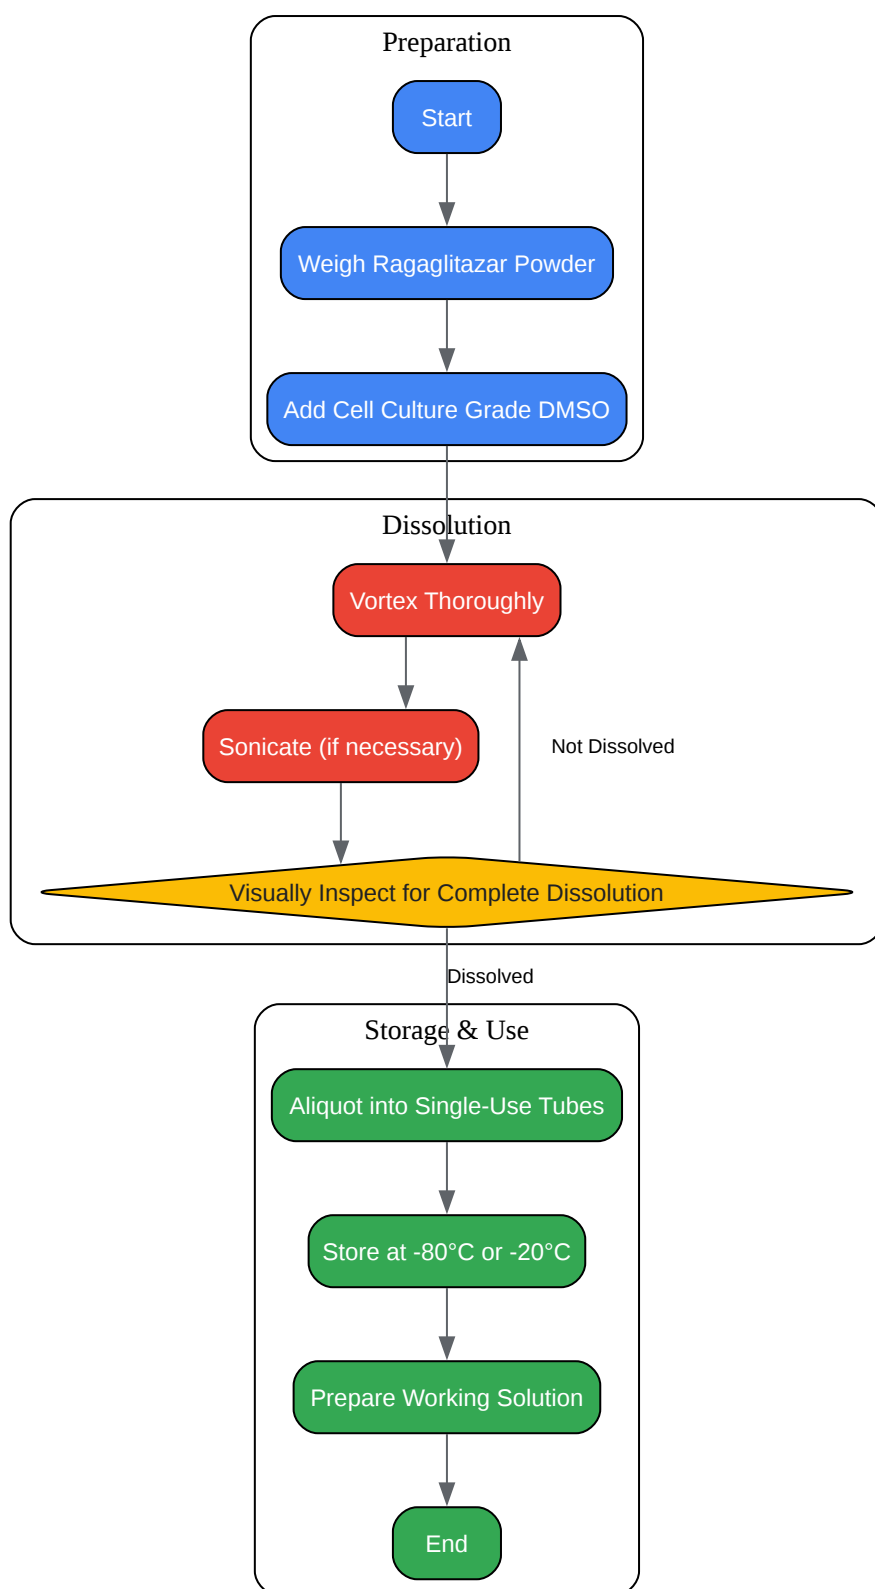 Preparation
Start
Weigh Ragaglitazar Powder
Add Cell Culture Grade DMSO
Dissolution
Vortex Thoroughly
Sonicate (if necessary)
Not Dissolved
Visually Inspect for Complete Dissolution
Dissolved
Storage & Use
Aliquot into Single-Use Tubes
Store at -80°C or -20°C
Prepare Working Solution
End